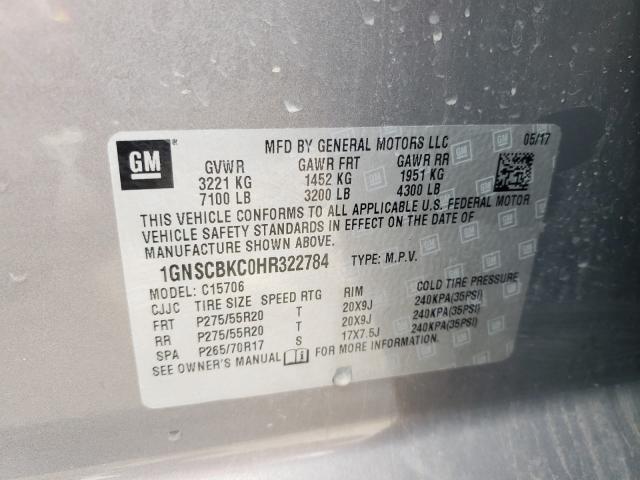 GM
MFD BY GENERAL MOTORS LLC 05/17
GVWR GAWR FRT GAWR RR
3221 KG 1452 KG 1951 KG
7100 LB 3200 LB 4300 LB
THIS VEHICLE CONFORMS TO ALL APPLICABLE U.S. FEDERAL MOTOR
VEHICLE SAFETY STANDARDS IN EFFECT ON THE DATE OF
MANUFACTURE SHOWN ABOVE.
1GNSCBKC0HR322784 TYPE: M.P.V.
MODEL: C15706
CJJC TIRE SIZE SPEED RTG RIM COLD TIRE PRESSURE
FRT P275/55R20 T 20X9J 240KPA(35PSI)
RR P275/55R20 T 20X9J 240KPA(35PSI)
SPA P265/70R17 S 17X7.5J 240KPA(35PSI)
SEE OWNER'S MANUAL FOR MORE INFORMATION.